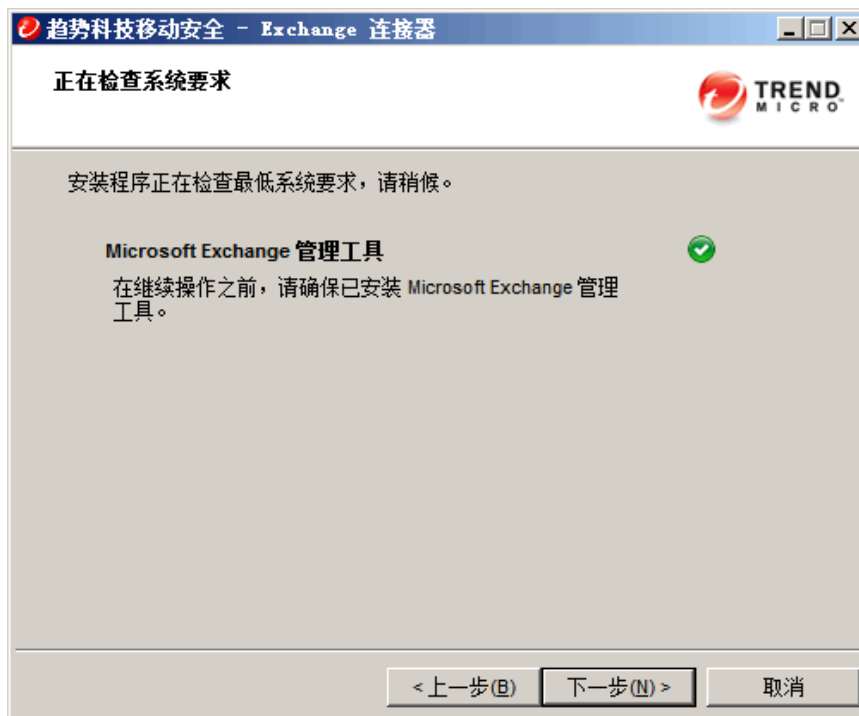 趋势科技移动安全 - Exchange 连接器
正在检查系统要求
TREND
MICRO
安装程序正在检查最低系统要求，请稍候。
Microsoft Exchange 管理工具
在继续操作之前，请确保已安装 Microsoft Exchange 管理
工具。
<上一步(B) 下一步(N)> 取消